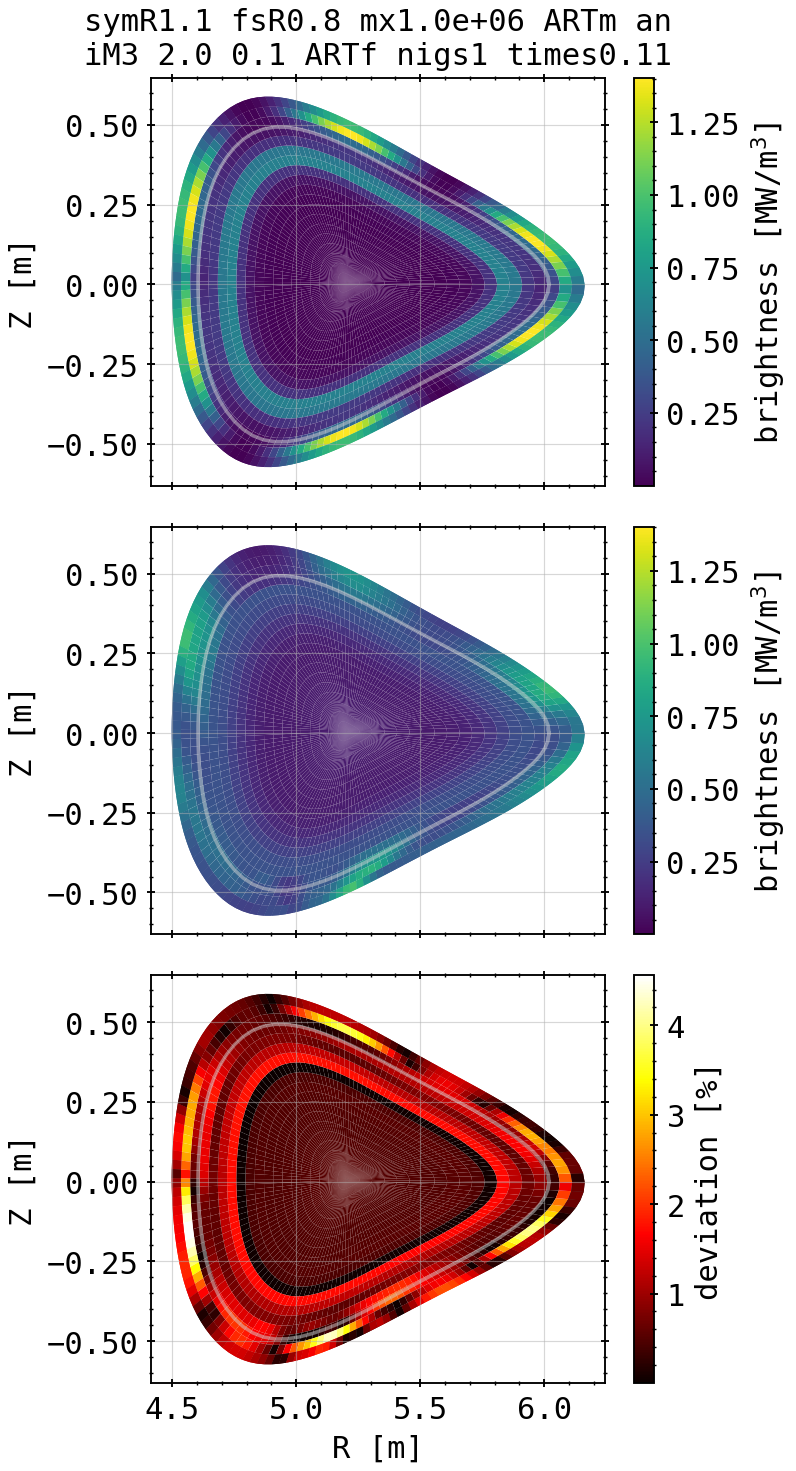 symR1.1 fsR0.8 mx1.0e+06 ARTm an
iM3 2.0 0.1 ARTf nigs1 times0.11
0.50
0.25
0.00
−0.25
−0.50
Z [m]
1.25
1.00
0.75
0.50
0.25
brightness [MW/m³]
0.50
0.25
0.00
−0.25
−0.50
Z [m]
1.25
1.00
0.75
0.50
0.25
brightness [MW/m³]
0.50
0.25
0.00
−0.25
−0.50
Z [m]
4
3
2
1
deviation [%]
4.5 5.0 5.5 6.0
R [m]